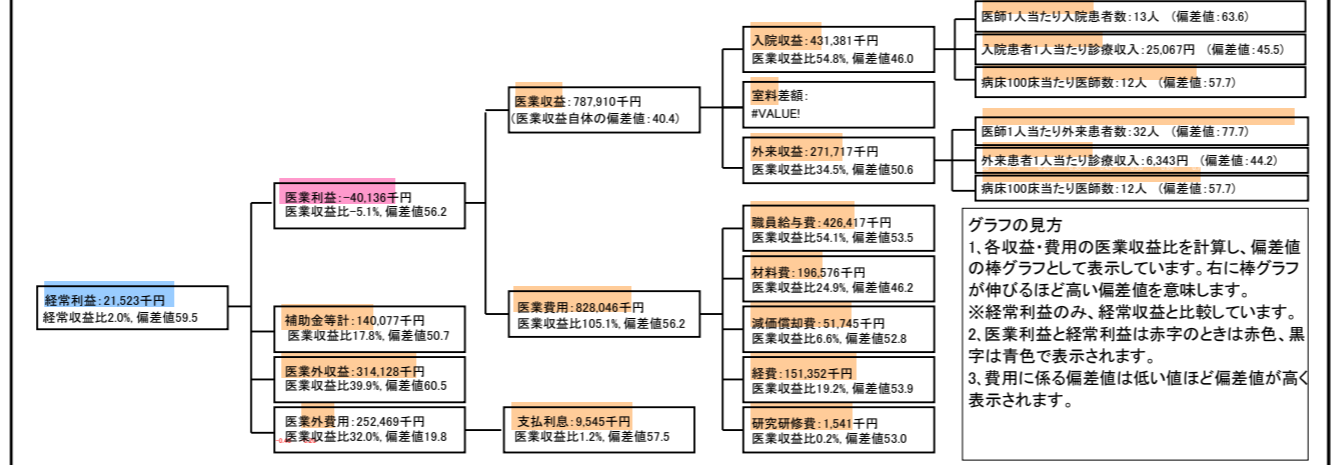 経常利益:21,523千円
経常収益比2.0%, 偏差値59.5
医業利益:-40,136千円
医業収益比-5.1%, 偏差値56.2
補助金等計:140,077千円
医業収益比17.8%, 偏差値50.7
医業外収益:314,128千円
医業収益比39.9%, 偏差値60.5
医業外費用:252,469千円
医業収益比32.0%, 偏差値19.8
医業収益:787,910千円
(医業収益自体の偏差値:40.4)
医業費用:828,046千円
医業収益比105.1%, 偏差値56.2
支払利息:9,545千円
医業収益比1.2%, 偏差値57.5
入院収益:431,381千円
医業収益比54.8%, 偏差値46.0
室料差額:
#VALUE!
外来収益:271,717千円
医業収益比34.5%, 偏差値50.6
職員給与費:426,417千円
医業収益比54.1%, 偏差値53.5
材料費:196,576千円
医業収益比24.9%, 偏差値46.2
減価償却費:51,745千円
医業収益比6.6%, 偏差値52.8
経費:151,352千円
医業収益比19.2%, 偏差値53.9
研究研修費:1,541千円
医業収益比0.2%, 偏差値53.0
医師1人当たり入院患者数:13人 (偏差値:63.6)
入院患者1人当たり診療収入:25,067円 (偏差値:45.5)
病床100床当たり医師数:12人 (偏差値:57.7)
医師1人当たり外来患者数:32人 (偏差値:77.7)
外来患者1人当たり診療収入:6,343円 (偏差値:44.2)
病床100床当たり医師数:12人 (偏差値:57.7)
グラフの見方
1、各収益・費用の医業収益比を計算し、偏差値
の棒グラフとして表示しています。右に棒グラフ
が伸びるほど高い偏差値を意味します。
※経常利益のみ、経常収益と比較しています。
2、医業利益と経常利益は赤字のときは赤色、黒
字は青色で表示されます。
3、費用に係る偏差値は低い値ほど偏差値が高く
表示されます。